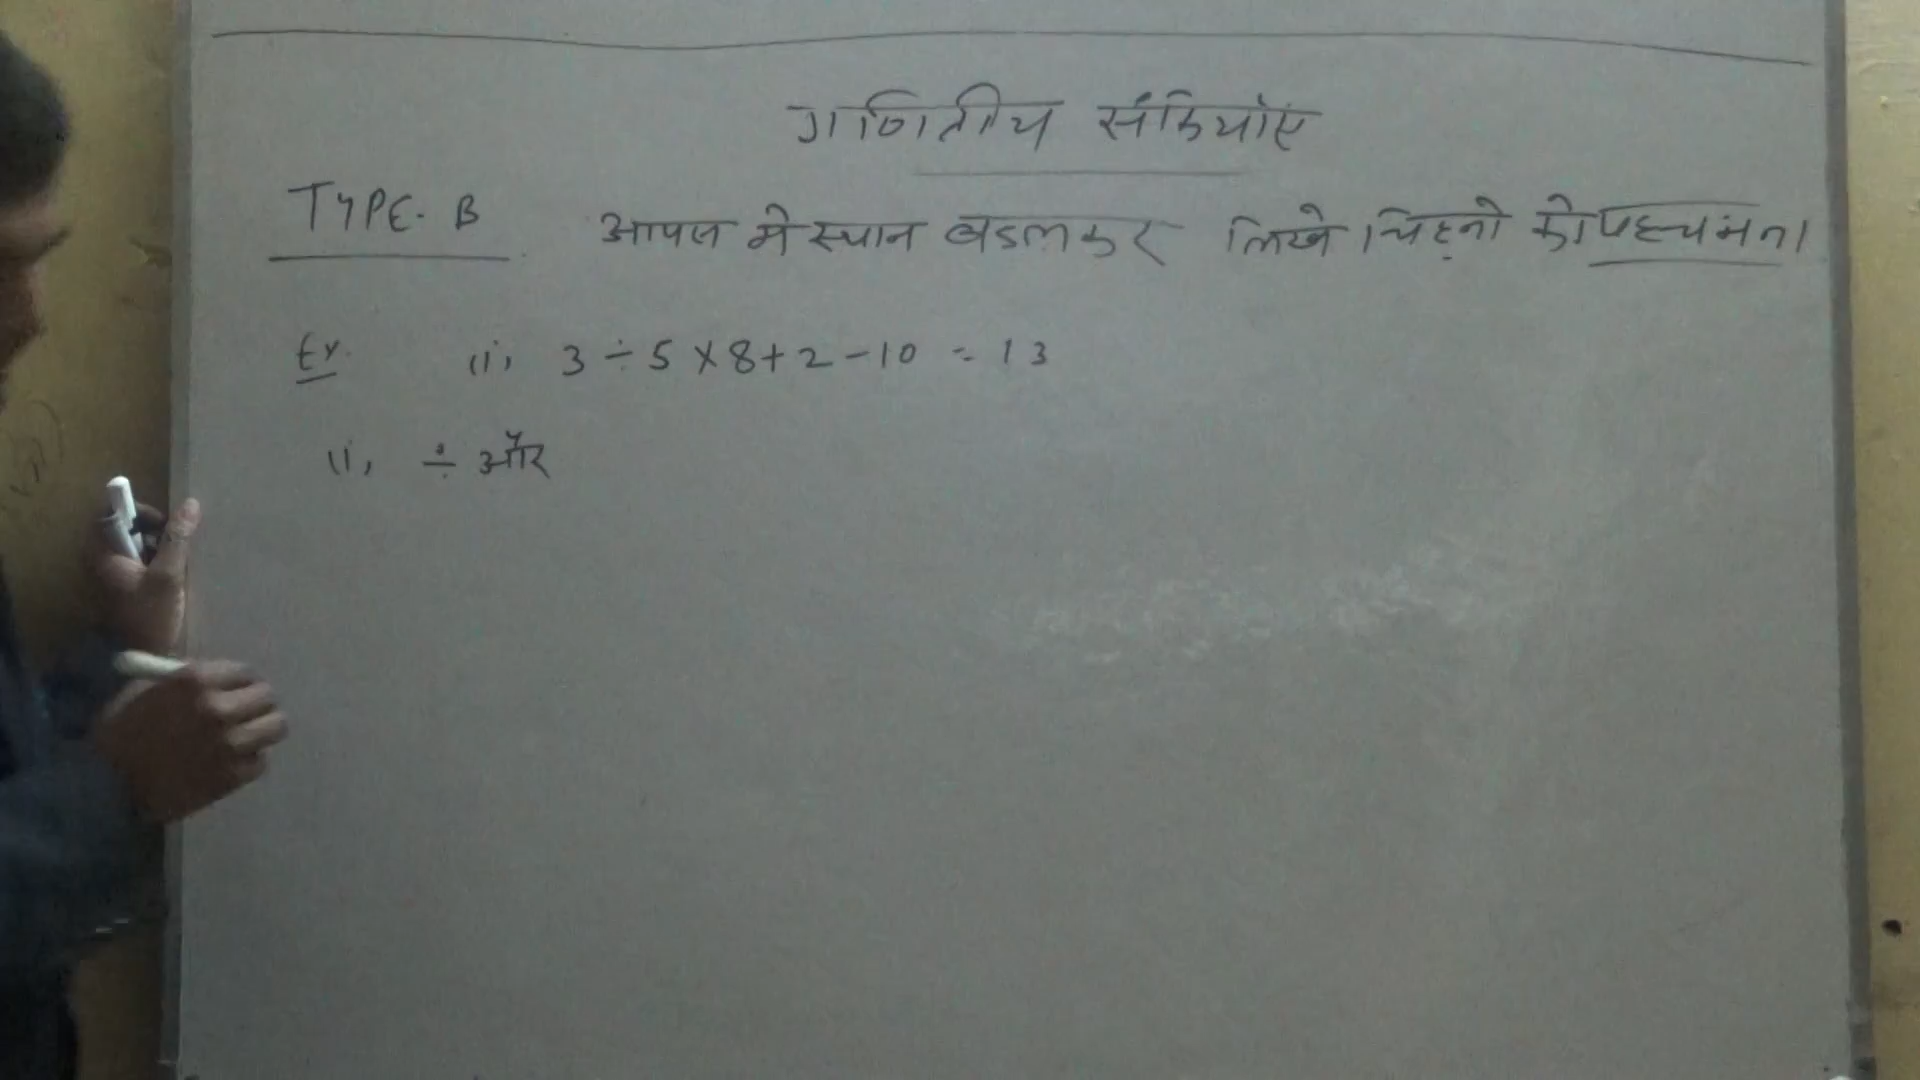 गणितीय संक्रियाएं
TYPE- B आपस मे स्थान बदलकर लिखे चिह्नो को पहचानना।
Ex. (i) 3 ÷ 5 × 8 + 2 - 10 = 13
(i) ÷ और